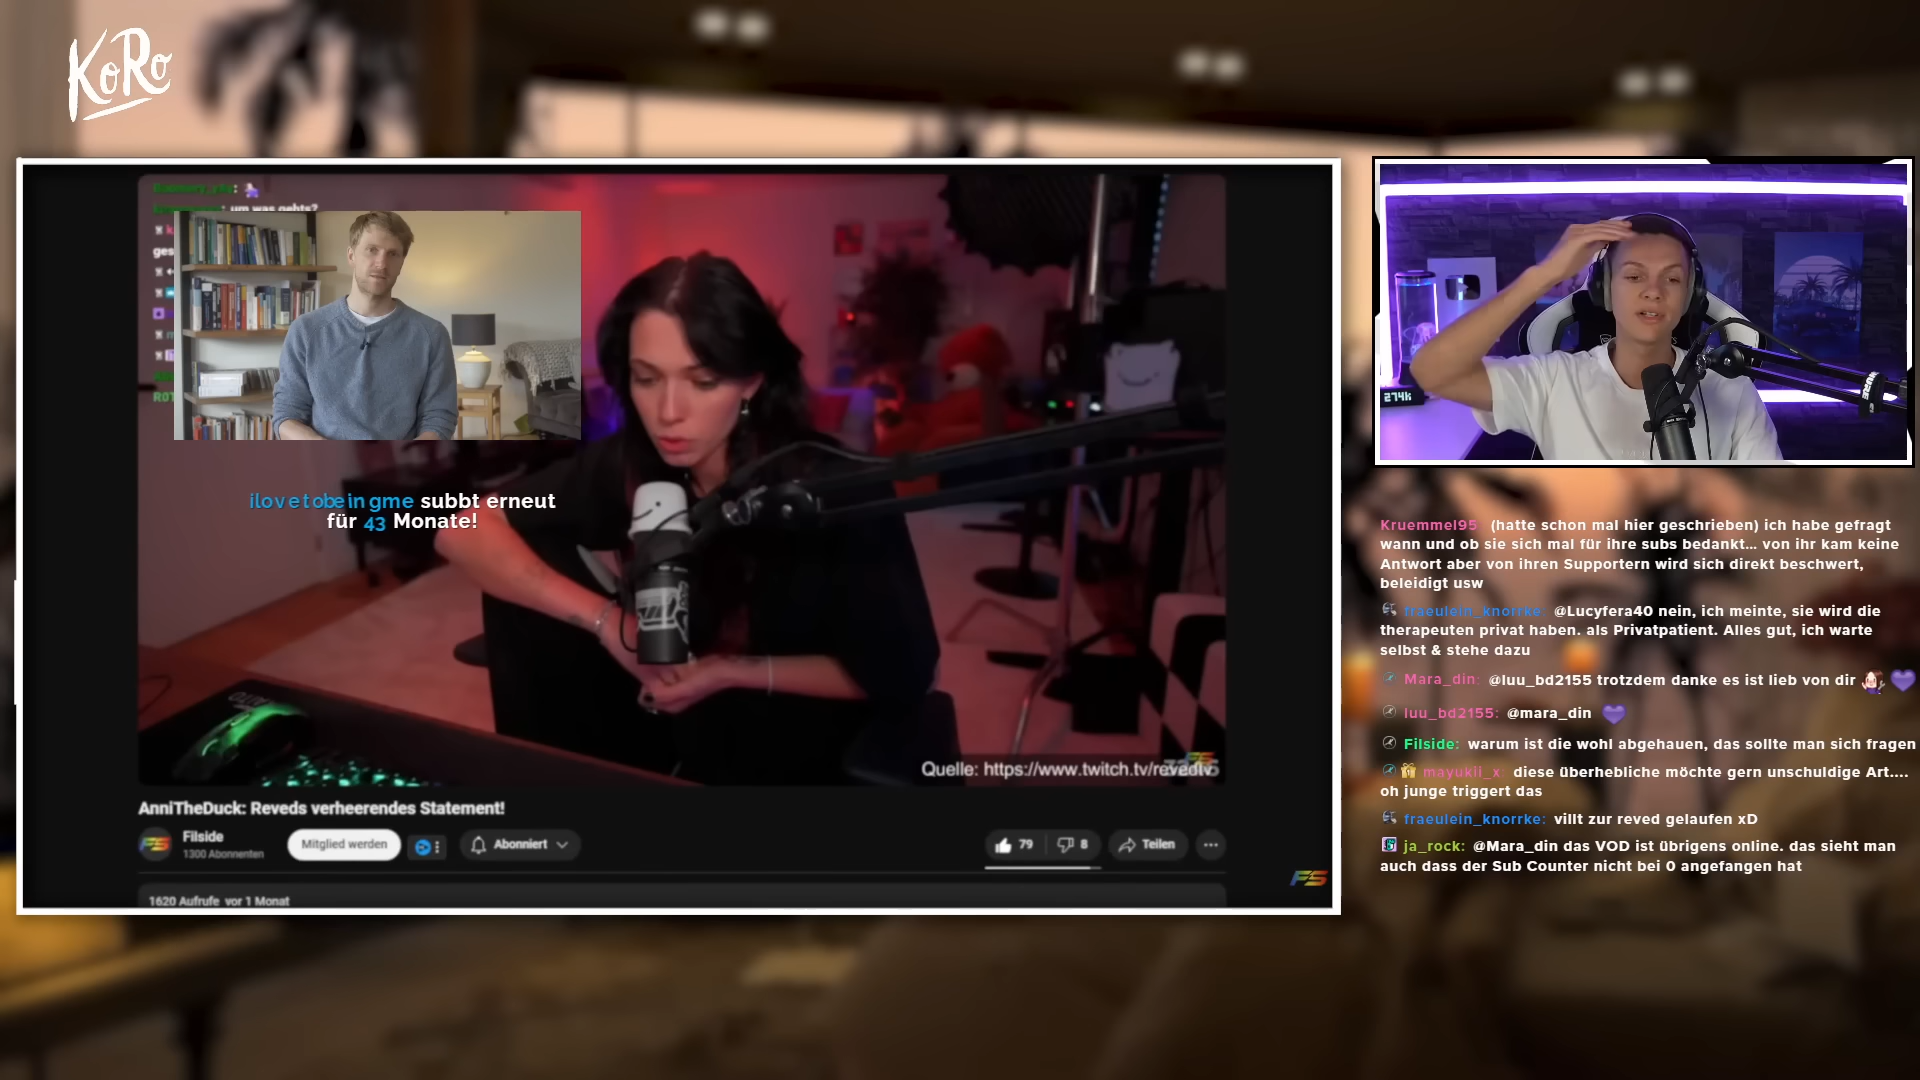 KoRo
: um was gehts?
ges
ilovetobeingme subbt erneut
für 43 Monate!
Quelle: https://www.twitch.tv/revedtv
AnniTheDuck: Reveds verheerendes Statement!
Filside
1300 Abonnenten
Mitglied werden
Abonniert
79
8
Teilen
1620 Aufrufe vor 1 Monat
FS
274k
Kruemmel95: (hatte schon mal hier geschrieben) ich habe gefragt
wann und ob sie sich mal für ihre subs bedankt... von ihr kam keine
Antwort aber von ihren Supportern wird sich direkt beschwert,
beleidigt usw
fraeulein_knorrke: @Lucyfera40 nein, ich meinte, sie wird die
therapeuten privat haben. als Privatpatient. Alles gut, ich warte
selbst & stehe dazu
Mara_din: @luu_bd2155 trotzdem danke es ist lieb von dir
luu_bd2155: @mara_din
Filside: warum ist die wohl abgehauen, das sollte man sich fragen
mayukii_x: diese überhebliche möchte gern unschuldige Art....
oh junge triggert das
fraeulein_knorrke: villt zur reved gelaufen xD
ja_rock: @Mara_din das VOD ist übrigens online. das sieht man
auch dass der Sub Counter nicht bei 0 angefangen hat